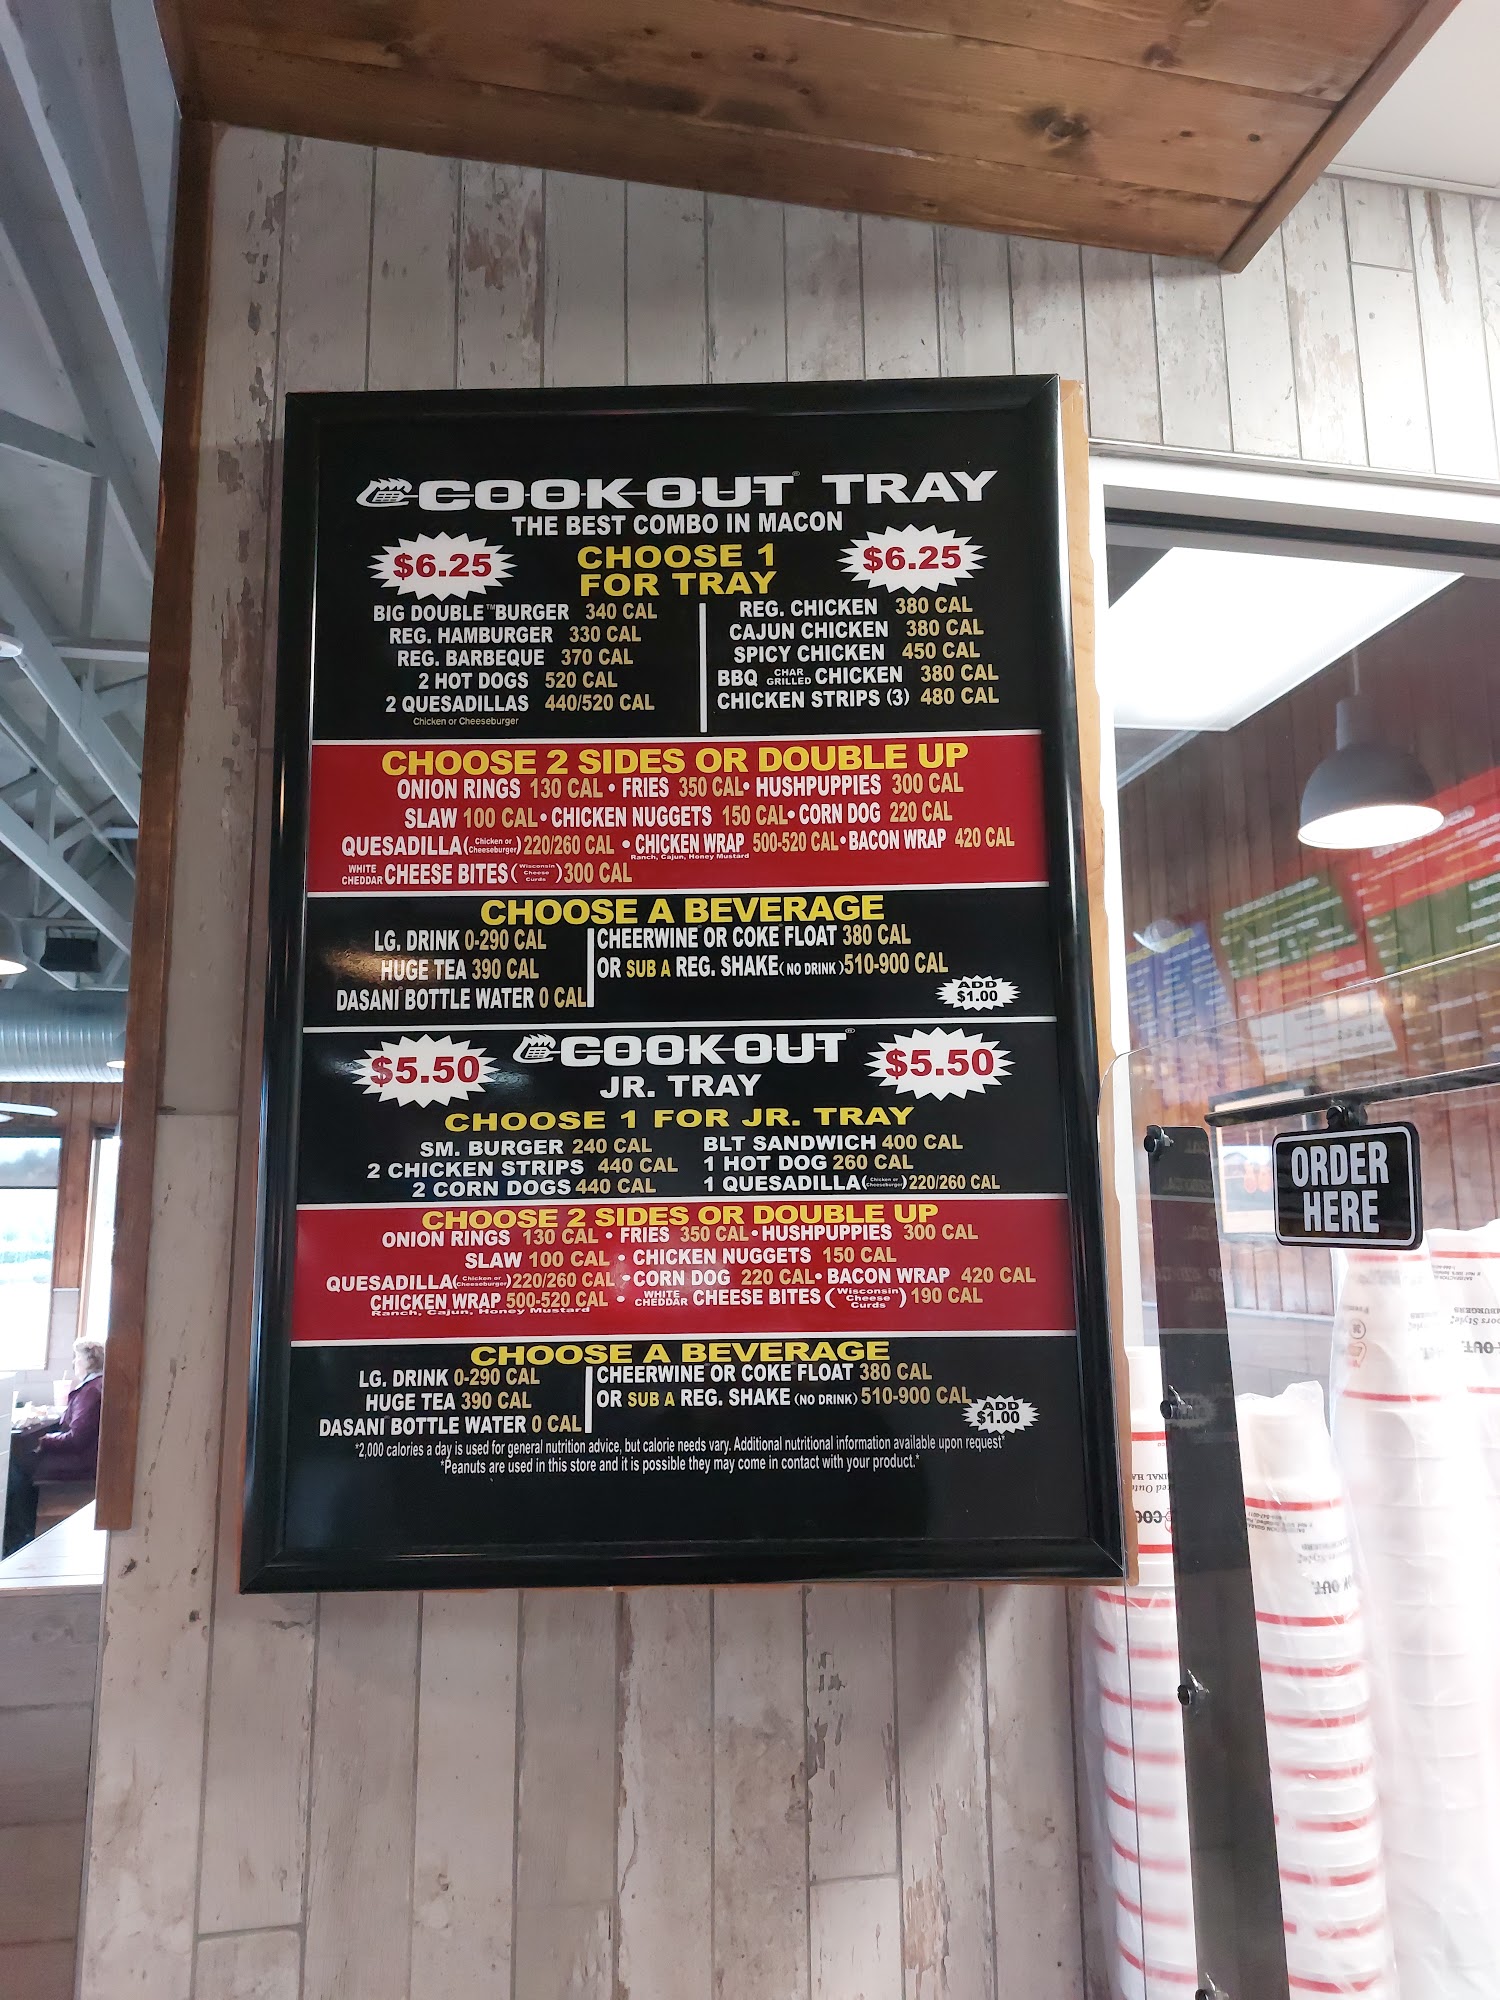 COOK-OUT® TRAY
THE BEST COMBO IN MACON
$6.25 CHOOSE 1 $6.25
FOR TRAY
BIG DOUBLE™ BURGER 340 CAL
REG. HAMBURGER 330 CAL
REG. BARBEQUE 370 CAL
2 HOT DOGS 520 CAL
2 QUESADILLAS 440/520 CAL
Chicken or Cheeseburger
REG. CHICKEN 380 CAL
CAJUN CHICKEN 380 CAL
SPICY CHICKEN 450 CAL
BBQ CHAR GRILLED CHICKEN 380 CAL
CHICKEN STRIPS (3) 480 CAL
CHOOSE 2 SIDES OR DOUBLE UP
ONION RINGS 130 CAL • FRIES 350 CAL • HUSHPUPPIES 300 CAL
SLAW 100 CAL • CHICKEN NUGGETS 150 CAL • CORN DOG 220 CAL
QUESADILLA (Chicken or Cheeseburger) 220/260 CAL • CHICKEN WRAP 500-520 CAL • BACON WRAP 420 CAL
Ranch, Cajun, Honey Mustard
WHITE CHEDDAR CHEESE BITES (Wisconsin Cheese Curds) 300 CAL
CHOOSE A BEVERAGE
LG. DRINK 0-290 CAL
HUGE TEA 390 CAL
DASANI BOTTLE WATER 0 CAL
CHEERWINE OR COKE FLOAT 380 CAL
OR SUB A REG. SHAKE (NO DRINK) 510-900 CAL
ADD
$1.00
$5.50 COOK-OUT® $5.50
JR. TRAY
CHOOSE 1 FOR JR. TRAY
SM. BURGER 240 CAL
2 CHICKEN STRIPS 440 CAL
2 CORN DOGS 440 CAL
BLT SANDWICH 400 CAL
1 HOT DOG 260 CAL
1 QUESADILLA (Chicken or Cheeseburger) 220/260 CAL
CHOOSE 2 SIDES OR DOUBLE UP
ONION RINGS 130 CAL • FRIES 350 CAL • HUSHPUPPIES 300 CAL
SLAW 100 CAL • CHICKEN NUGGETS 150 CAL
QUESADILLA (Chicken or Cheeseburger) 220/260 CAL • CORN DOG 220 CAL • BACON WRAP 420 CAL
CHICKEN WRAP 500-520 CAL • WHITE CHEDDAR CHEESE BITES (Wisconsin Cheese Curds) 190 CAL
Ranch, Cajun, Honey Mustard
CHOOSE A BEVERAGE
LG. DRINK 0-290 CAL
HUGE TEA 390 CAL
DASANI BOTTLE WATER 0 CAL
CHEERWINE OR COKE FLOAT 380 CAL
OR SUB A REG. SHAKE (NO DRINK) 510-900 CAL
ADD
$1.00
*2,000 calories a day is used for general nutrition advice, but calorie needs vary. Additional nutritional information available upon request*
*Peanuts are used in this store and it is possible they may come in contact with your product.*
ORDER
HERE